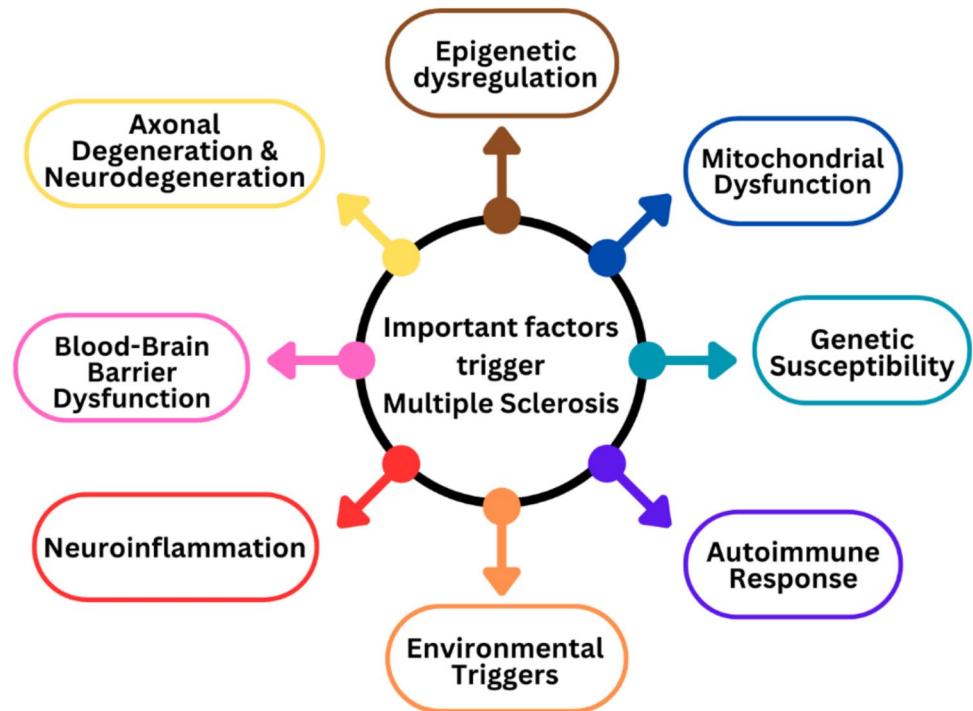 Epigenetic
dysregulation
Axonal
Degeneration &
Neurodegeneration
Mitochondrial
Dysfunction
Important factors
trigger
Multiple Sclerosis
Blood-Brain
Barrier
Dysfunction
Genetic
Susceptibility
Neuroinflammation
Autoimmune
Response
Environmental
Triggers